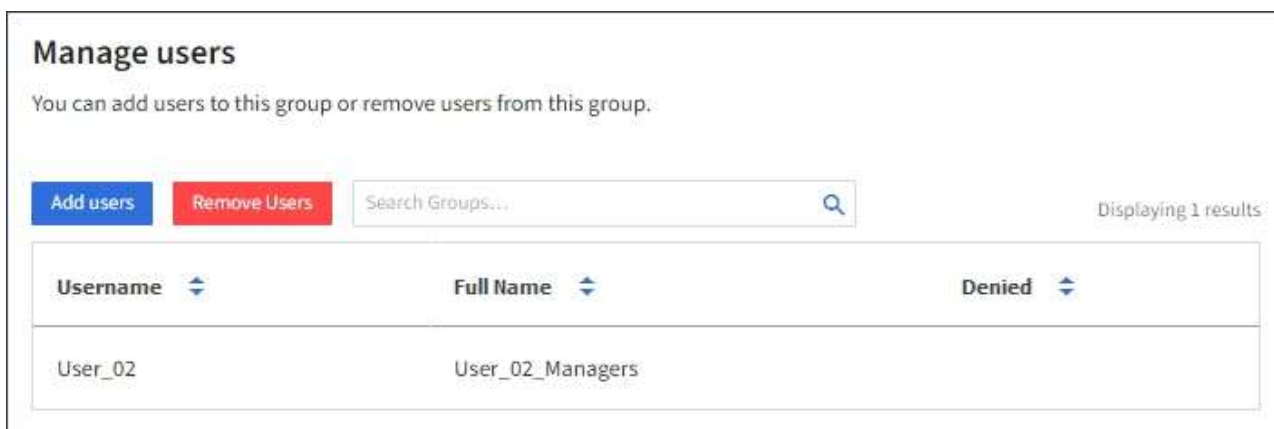 Manage users
You can add users to this group or remove users from this group.
Add users Remove Users Search Groups... Displaying 1 results
Username Full Name Denied
User_02 User_02_Managers